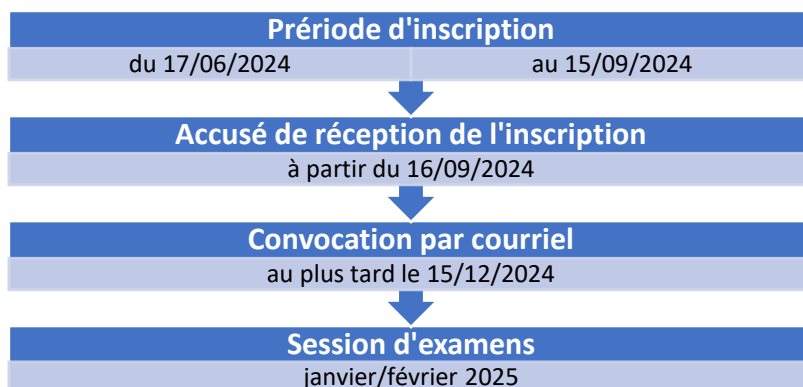 Prériode d'inscription
du 17/06/2024 au 15/09/2024
Accusé de réception de l'inscription
à partir du 16/09/2024
Convocation par courriel
au plus tard le 15/12/2024
Session d'examens
janvier/février 2025